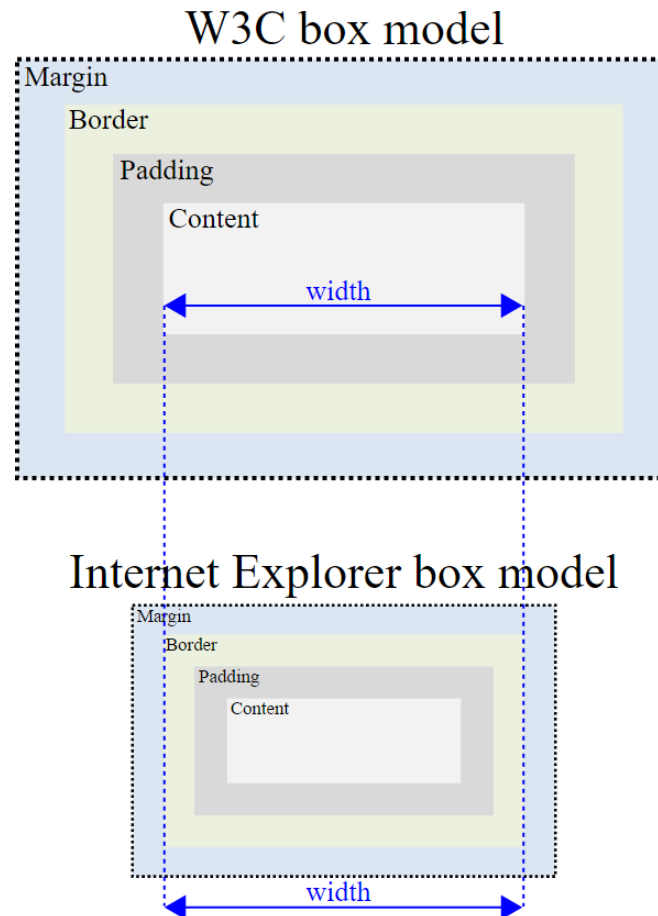 W3C box model
Margin
Border
Padding
Content
width
Internet Explorer box model
Margin
Border
Padding
Content
width